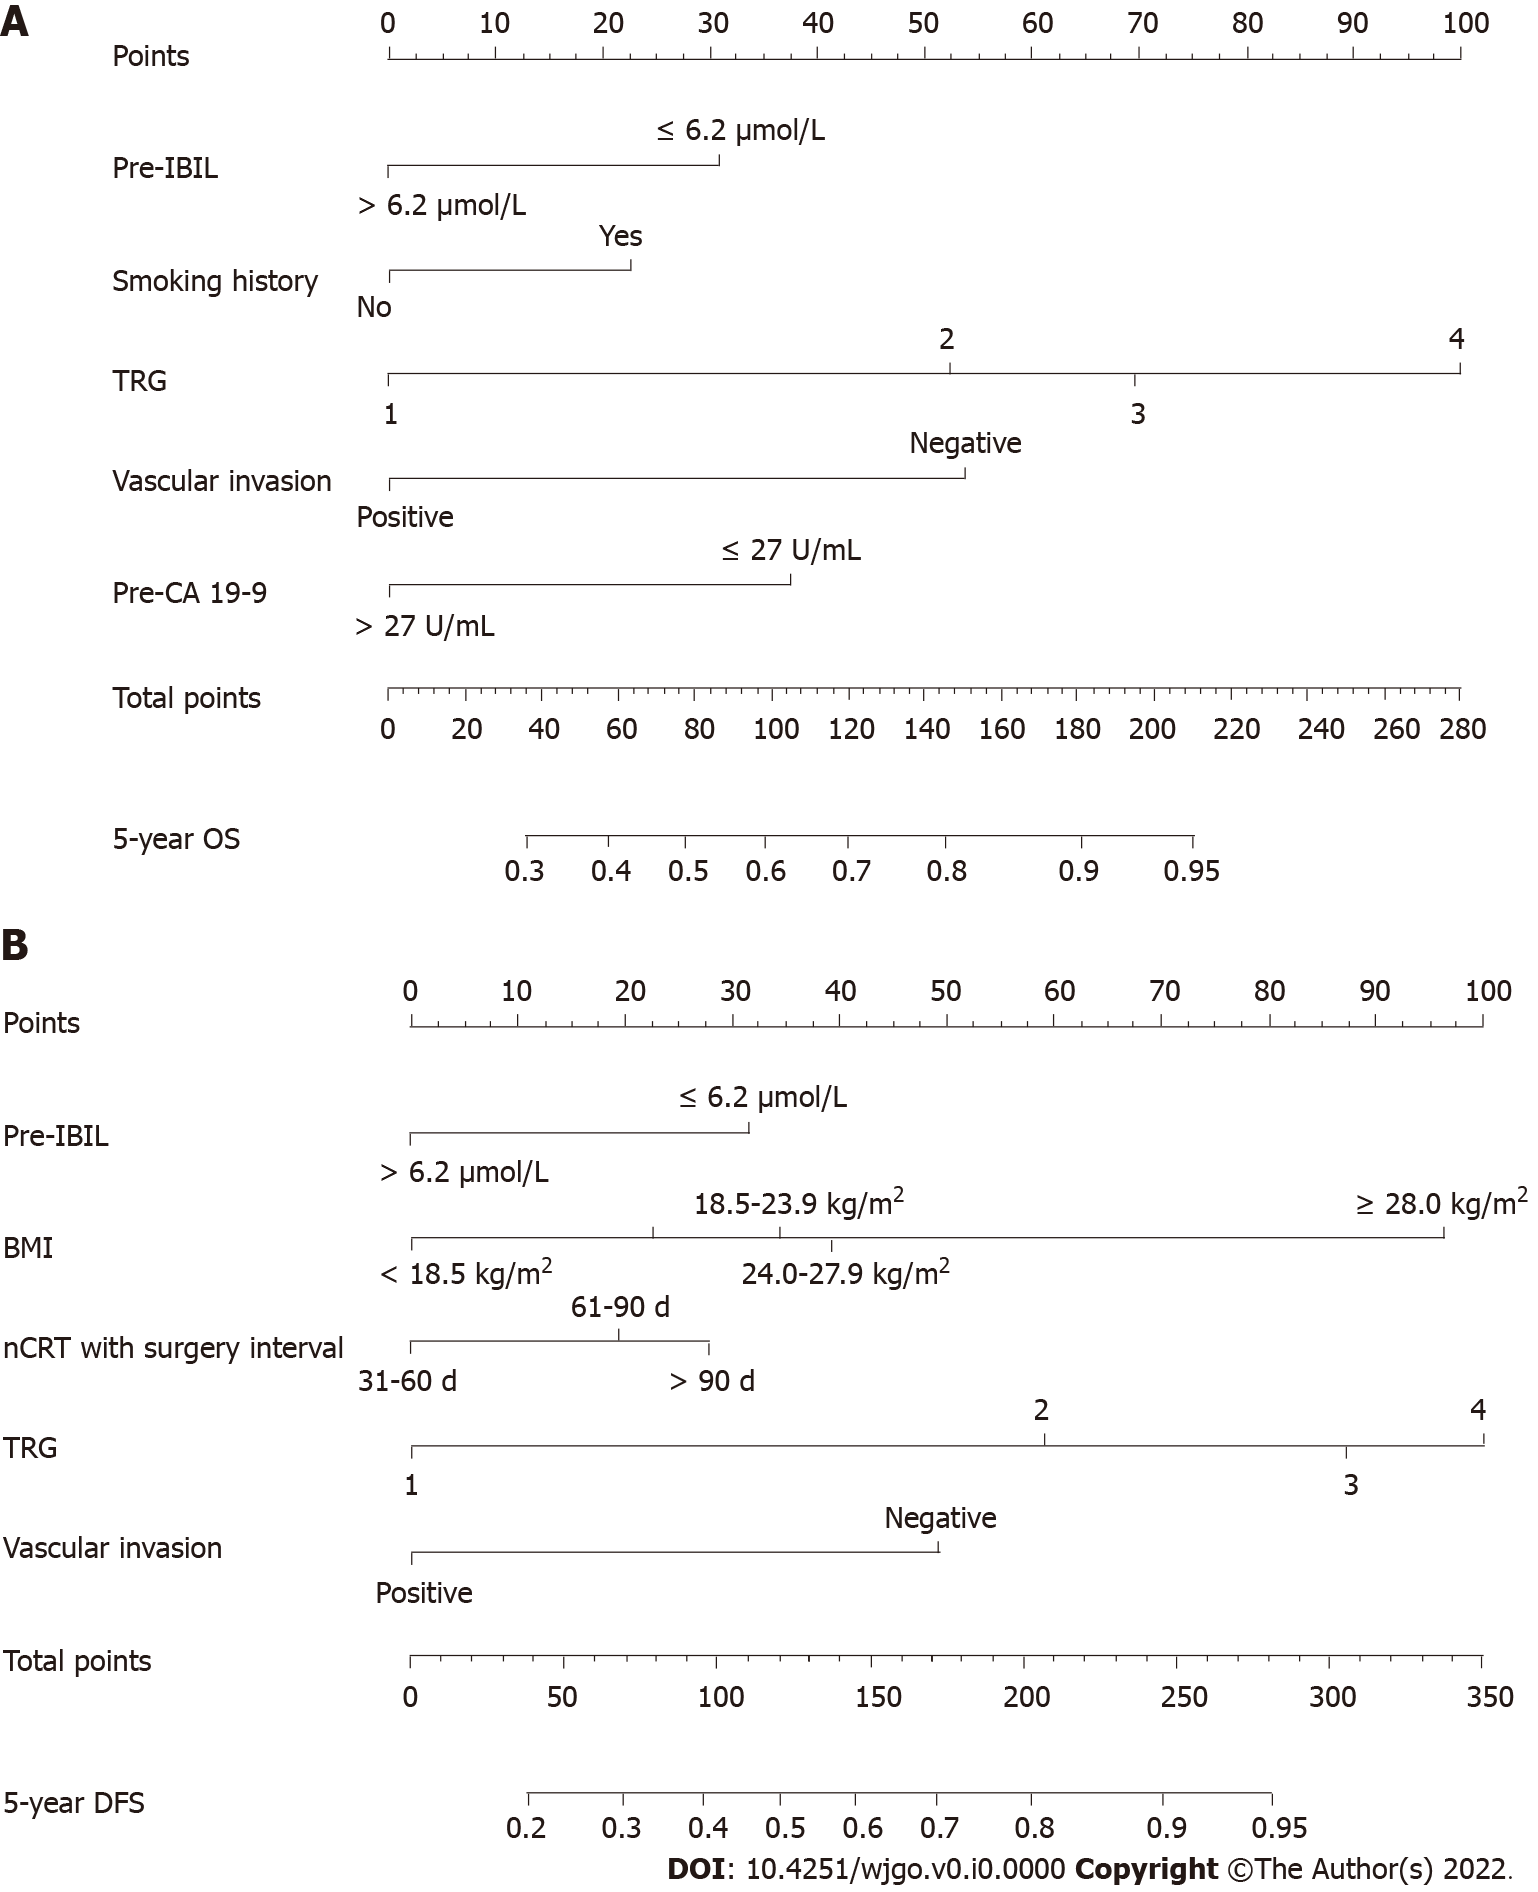 A
0 10 20 30 40 50 60 70 80 90 100
Points
≤ 6.2 µmol/L
Pre-IBIL
> 6.2 µmol/L
Yes
Smoking history
No
2 4
TRG
1 3
Negative
Vascular invasion
Positive
≤ 27 U/mL
Pre-CA 19-9
> 27 U/mL
Total points
0 20 40 60 80 100 120 140 160 180 200 220 240 260 280
5-year OS
0.3 0.4 0.5 0.6 0.7 0.8 0.9 0.95
B
0 10 20 30 40 50 60 70 80 90 100
Points
≤ 6.2 µmol/L
Pre-IBIL
> 6.2 µmol/L
18.5-23.9 kg/m² ≥ 28.0 kg/m²
BMI
< 18.5 kg/m² 24.0-27.9 kg/m²
61-90 d
nCRT with surgery interval
31-60 d > 90 d
2 4
TRG
1 3
Negative
Vascular invasion
Positive
Total points
0 50 100 150 200 250 300 350
5-year DFS
0.2 0.3 0.4 0.5 0.6 0.7 0.8 0.9 0.95
DOI: 10.4251/wjgo.v0.i0.0000 Copyright ©The Author(s) 2022.